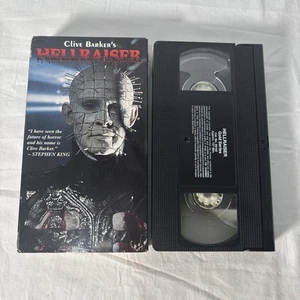 Clive Barker's
HELLRAISER
"I have seen the
future of horror
and his name is
Clive Barker."
– STEPHEN KING
HELLRAISER